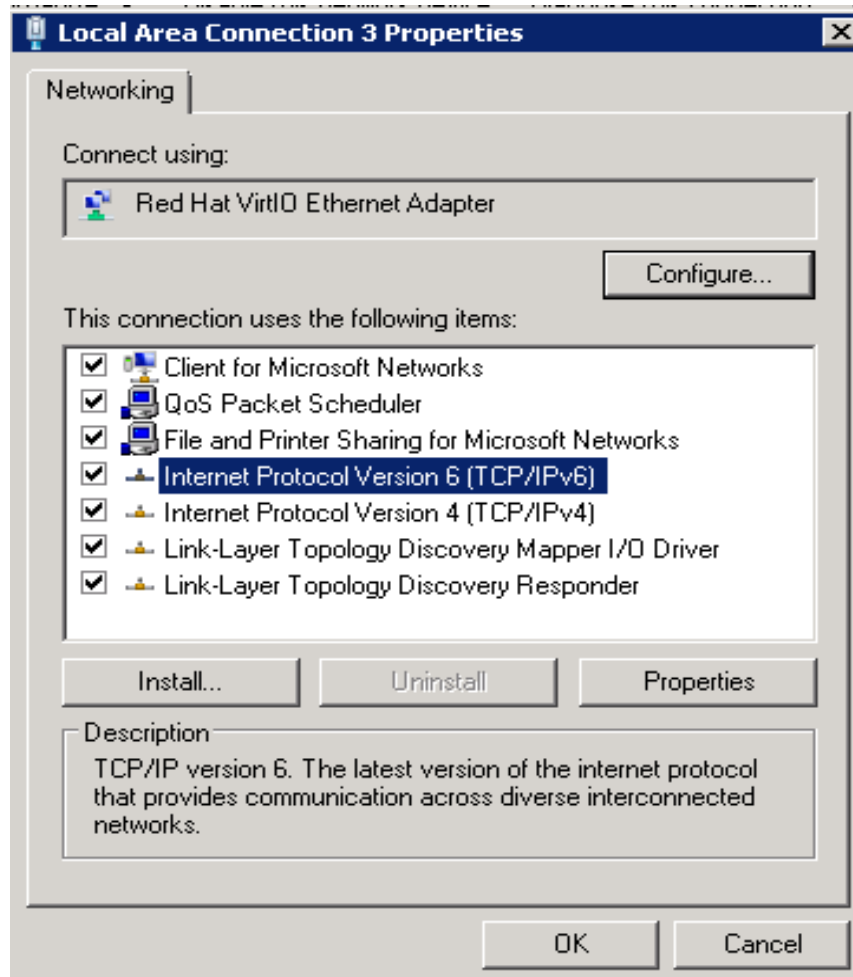 Local Area Connection 3 Properties
Networking
Connect using:
Red Hat VirtIO Ethernet Adapter
Configure...
This connection uses the following items:
Client for Microsoft Networks
QoS Packet Scheduler
File and Printer Sharing for Microsoft Networks
Internet Protocol Version 6 (TCP/IPv6)
Internet Protocol Version 4 (TCP/IPv4)
Link-Layer Topology Discovery Mapper I/O Driver
Link-Layer Topology Discovery Responder
Install... Uninstall Properties
Description
TCP/IP version 6. The latest version of the internet protocol
that provides communication across diverse interconnected
networks.
OK Cancel